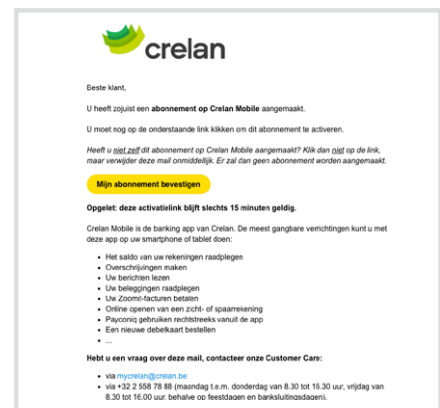 crelan
Beste klant,
U heeft zojuist een abonnement op Crelan Mobile aangemaakt.
U moet nog op de onderstaande link klikken om dit abonnement te activeren.
Heeft u niet zelf dit abonnement op Crelan Mobile aangemaakt? Klik dan niet op de link,
maar verwijder deze mail onmiddellijk. Er zal dan geen abonnement worden aangemaakt.
Mijn abonnement bevestigen
Opgelet: deze activatielink blijft slechts 15 minuten geldig.
Crelan Mobile is de banking app van Crelan. De meest gangbare verrichtingen kunt u met
deze app op uw smartphone of tablet doen:
• Het saldo van uw rekeningen raadplegen
• Overschrijvingen maken
• Uw berichten lezen
• Uw beleggingen raadplegen
• Uw Zoomit-facturen betalen
• Online openen van een zicht- of spaarrekening
• Payconiq gebruiken rechtstreeks vanuit de app
• Een nieuwe debetkaart bestellen
• ...
Hebt u een vraag over deze mail, contacteer onze Customer Care:
• via mycrelan@crelan.be
• via +32 2 558 78 88 (maandag t.e.m. donderdag van 8.30 tot 16.30 uur, vrijdag van
8.30 tot 16.00 uur, behalve op feestdagen en banksluitingsdagen).